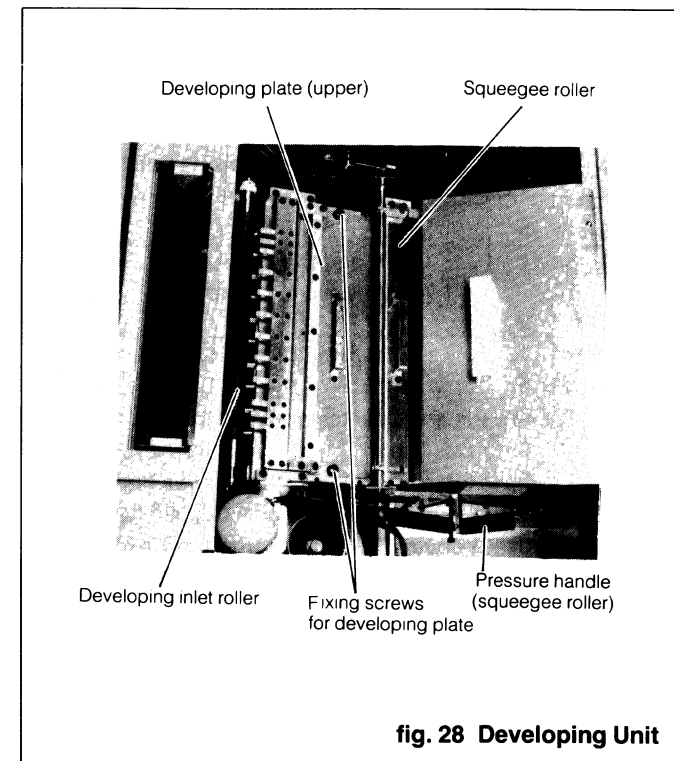 Developing plate (upper)
Squeegee roller
Developing inlet roller
Fixing screws
for developing plate
Pressure handle
(squeegee roller)
fig. 28 Developing Unit